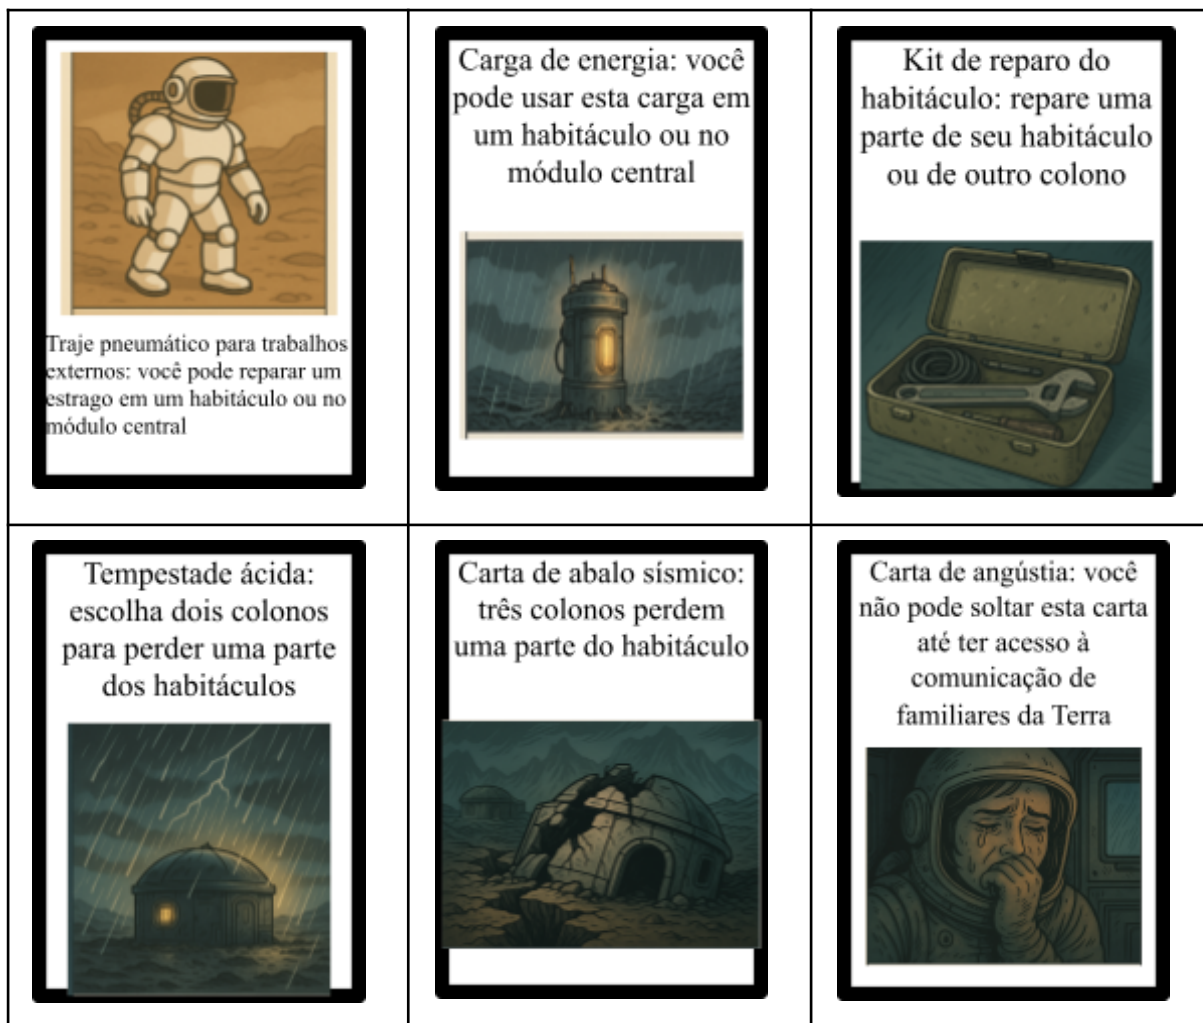 Traje pneumático para trabalhos
externos: você pode reparar um
estrago em um habitáculo ou no
módulo central
Carga de energia: você
pode usar esta carga em
um habitáculo ou no
módulo central
Kit de reparo do
habitáculo: repare uma
parte de seu habitáculo
ou de outro colono
Tempestade ácida:
escolha dois colonos
para perder uma parte
dos habitáculos
Carta de abalo sísmico:
três colonos perdem
uma parte do habitáculo
Carta de angústia: você
não pode soltar esta carta
até ter acesso à
comunicação de
familiares da Terra